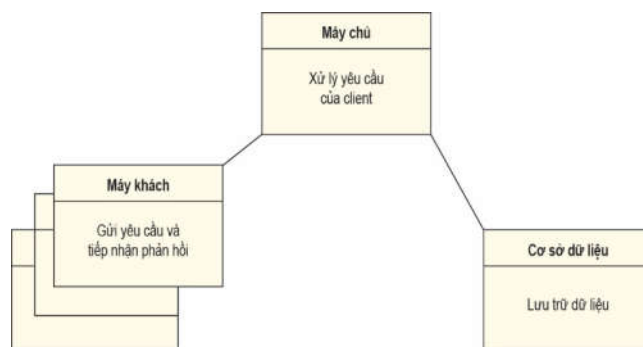 Máy chủ
Xử lý yêu cầu
của client
Máy khách
Gửi yêu cầu và
tiếp nhận phản hồi
Cơ sở dữ liệu
Lưu trữ dữ liệu